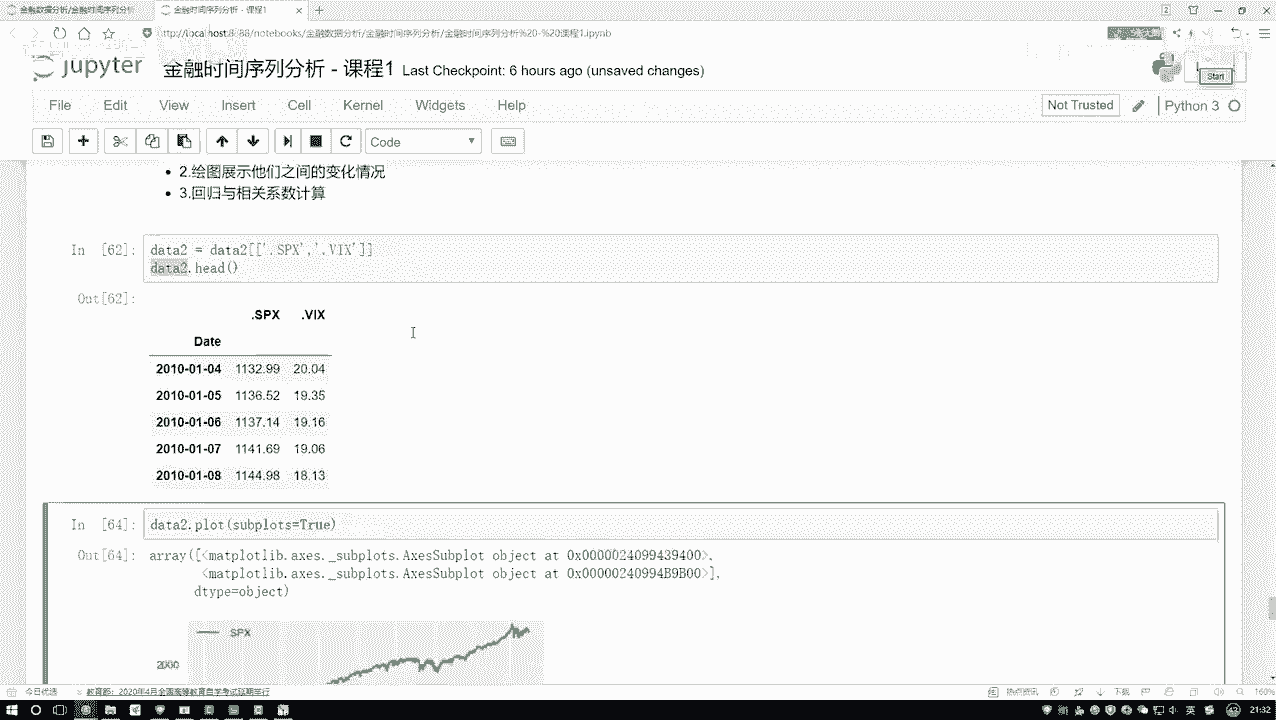 金融数据分析/金融时间序列分析
金融时间序列分析 - 课程1
ttp://localhost:8888/notebooks/金融数据分析/金融时间序列分析/金融时间序列分析%20-%20课程1.ipynb
jupyter 金融时间序列分析 - 课程1 Last Checkpoint: 6 hours ago (unsaved changes)
Start
File Edit View Insert Cell Kernel Widgets Help
Not Trusted Python 3
Code
2.绘图展示他们之间的变化情况
3.回归与相关系数计算
In [62]: data2 = data2[['.SPX','.VIX']]
data2.head()
Out[62]:
.SPX .VIX
Date
2010-01-04 1132.99 20.04
2010-01-05 1136.52 19.35
2010-01-06 1137.14 19.16
2010-01-07 1141.69 19.06
2010-01-08 1144.98 18.13
In [64]: data2.plot(subplots=True)
Out[64]: array([<matplotlib.axes._subplots.AxesSubplot object at 0x0000024099439400>,
<matplotlib.axes._subplots.AxesSubplot object at 0x00000240994B9B00>],
dtype=object)
SPX
2000
今日优选 教育部：2020年4月全国高等教育自学考试延期举行 热点资讯 下载 160%
英 21:32